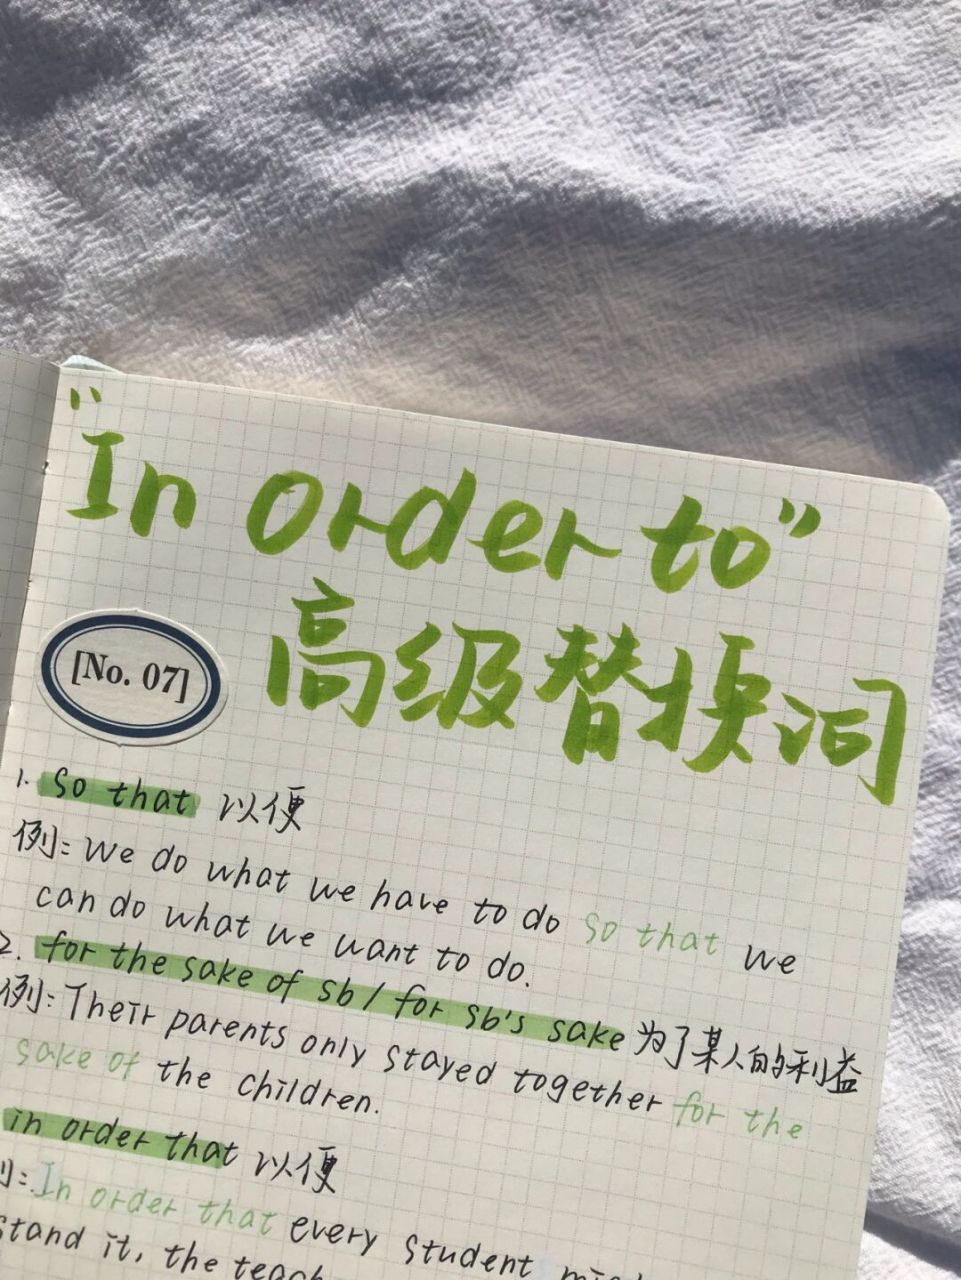 "In order to"
高级替换词
[No. 07]
1. so that 以便
例: We do what we have to do so that we
can do what we want to do.
2. for the sake of sb / for sb's sake 为了某人的利益
例: Their parents only stayed together for the
sake of the children.
in order that 以便
In order that every student
stand it, the